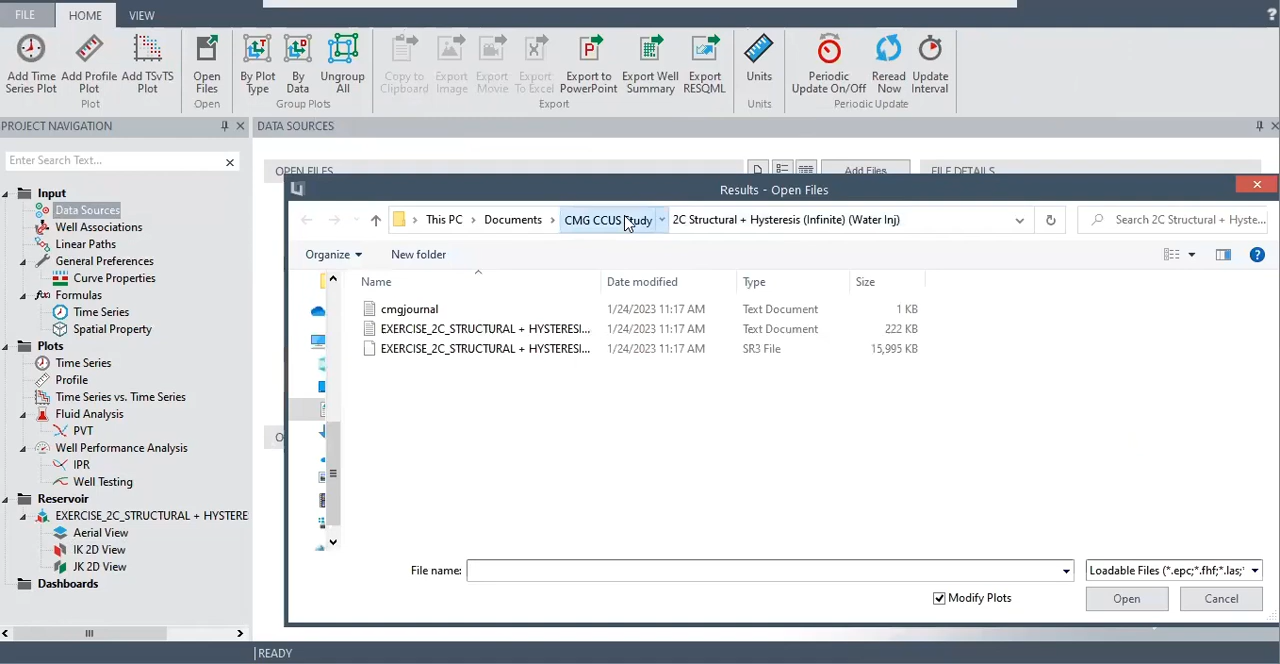 FILE HOME VIEW ?
Add Time Series Plot Add Profile Plot Add TSvTS Plot Open Files By Plot Type By Data Ungroup All Copy to Clipboard Export Image Export Movie Export To Excel Export to PowerPoint Export Well Summary Export RESQML Units Periodic Update On/Off Reread Now Update Interval
Plot Open Group Plots Export Units Periodic Update
PROJECT NAVIGATION
DATA SOURCES
Enter Search Text...
OPEN FILES Add Files FILE DETAILS
Input
Data Sources
Well Associations
Linear Paths
General Preferences
Curve Properties
Formulas
Time Series
Spatial Property
Plots
Time Series
Profile
Time Series vs. Time Series
Fluid Analysis
PVT
Well Performance Analysis
IPR
Well Testing
Reservoir
EXERCISE_2C_STRUCTURAL + HYSTERE
Aerial View
IK 2D View
JK 2D View
Dashboards
Results - Open Files
This PC > Documents > CMG CCUS Study 2C Structural + Hysteresis (Infinite) (Water Inj)
Search 2C Structural + Hyste...
Organize New folder
Name Date modified Type Size
cmgjournal 1/24/2023 11:17 AM Text Document 1 KB
EXERCISE_2C_STRUCTURAL + HYSTERESI... 1/24/2023 11:17 AM Text Document 222 KB
EXERCISE_2C_STRUCTURAL + HYSTERESI... 1/24/2023 11:17 AM SR3 File 15,995 KB
File name: Loadable Files (*.epc;*.fhf;*.las;*
Modify Plots Open Cancel
READY